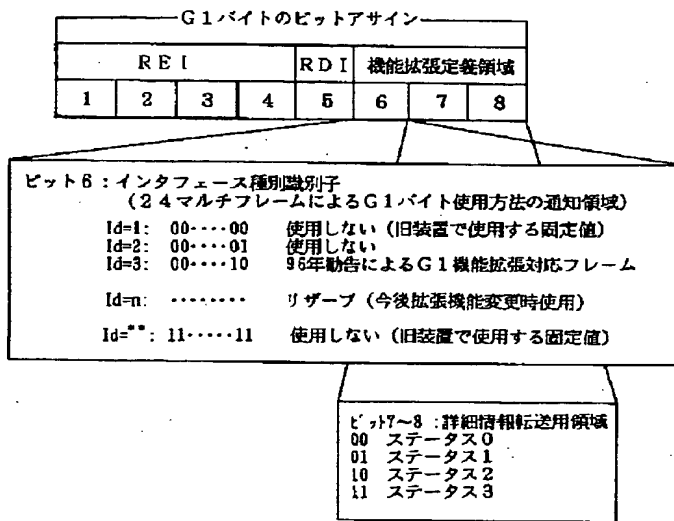 G1バイトのビットアサイン
REI RDI 機能拡張定義領域
1 2 3 4 5 6 7 8
ビット6：インタフェース種別識別子
（24マルチフレームによるG1バイト使用方法の通知領域）
Id=1: 00････00 使用しない（旧装置で使用する固定値）
Id=2: 00････01 使用しない
Id=3: 00････10 96年勧告によるG1機能拡張対応フレーム
Id=n: ････････ リザーブ（今後拡張機能変更時使用）
Id=**: 11･････11 使用しない（旧装置で使用する固定値）
ビット7〜8：詳細情報転送用領域
00 ステータス0
01 ステータス1
10 ステータス2
11 ステータス3